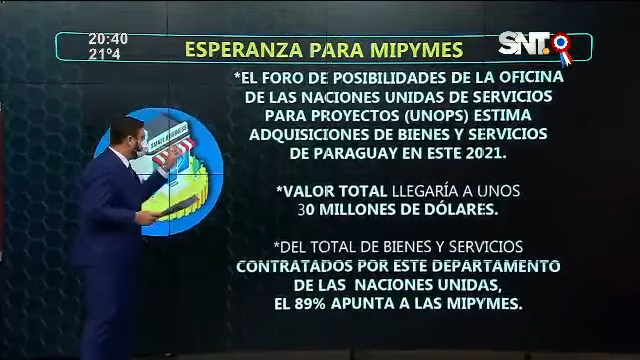 20:40
21°4
ESPERANZA PARA MIPYMES
SNT
*EL FORO DE POSIBILIDADES DE LA OFICINA
DE LAS NACIONES UNIDAS DE SERVICIOS
PARA PROYECTOS (UNOPS) ESTIMA
ADQUISICIONES DE BIENES Y SERVICIOS
DE PARAGUAY EN ESTE 2021.
SMALL BUSINESS
*VALOR TOTAL LLEGARÍA A UNOS
30 MILLONES DE DÓLARES.
*DEL TOTAL DE BIENES Y SERVICIOS
CONTRATADOS POR ESTE DEPARTAMENTO
DE LAS NACIONES UNIDAS,
EL 89% APUNTA A LAS MIPYMES.